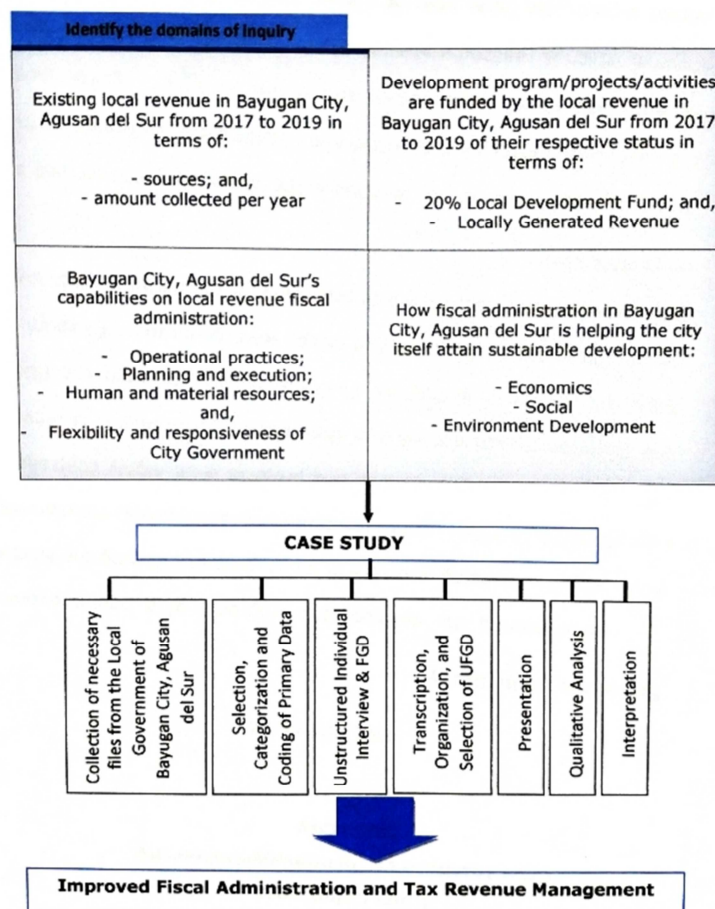 Identify the domains of Inquiry
Existing local revenue in Bayugan City,
Agusan del Sur from 2017 to 2019 in
terms of:
- sources; and,
- amount collected per year
Development program/projects/activities
are funded by the local revenue in
Bayugan City, Agusan del Sur from 2017
to 2019 of their respective status in
terms of:
- 20% Local Development Fund; and,
- Locally Generated Revenue
Bayugan City, Agusan del Sur's
capabilities on local revenue fiscal
administration:
- Operational practices;
- Planning and execution;
- Human and material resources;
and,
- Flexibility and responsiveness of
City Government
How fiscal administration in Bayugan
City, Agusan del Sur is helping the city
itself attain sustainable development:
- Economics
- Social
- Environment Development
CASE STUDY
Collection of necessary
files from the Local
Government of
Bayugan City, Agusan
del Sur
Selection,
Categorization and
Coding of Primary Data
Unstructured Individual
Interview & FGD
Transcription,
Organization, and
Selection of UFGD
Presentation
Qualitative Analysis
Interpretation
Improved Fiscal Administration and Tax Revenue Management